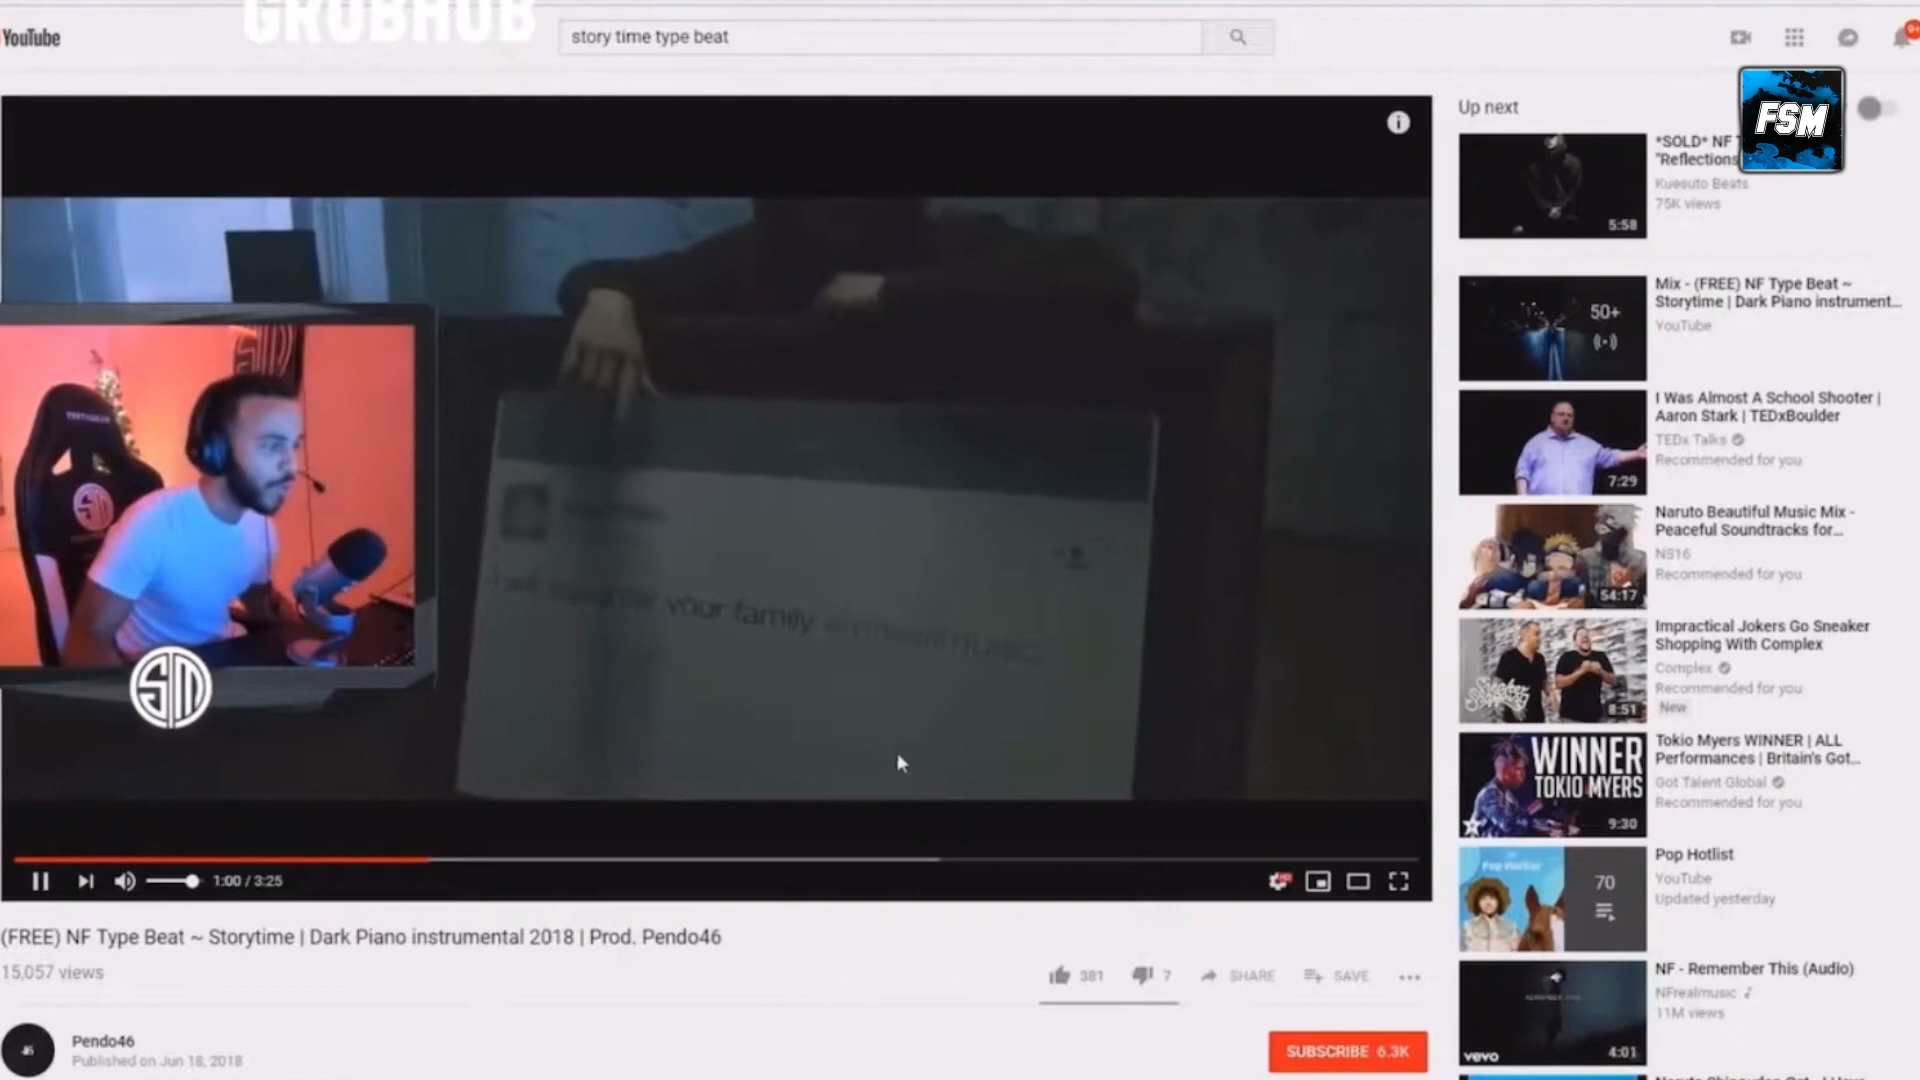 GRUBHUB
YouTube
story time type beat
9+
FSM
Up next
*SOLD* NF
"Reflections
Kuesuto Beats
75K views
5:58
Mix - (FREE) NF Type Beat ~
Storytime | Dark Piano instrument...
YouTube
50+
I Was Almost A School Shooter |
Aaron Stark | TEDxBoulder
TEDx Talks
Recommended for you
7:29
Naruto Beautiful Music Mix -
Peaceful Soundtracks for...
NS16
Recommended for you
54:17
Impractical Jokers Go Sneaker
Shopping With Complex
Complex
Recommended for you
New
8:51
WINNER
TOKIO MYERS
Tokio Myers WINNER | ALL
Performances | Britain's Got...
Got Talent Global
Recommended for you
9:30
Pop Hotlist
Pop Hotlist
YouTube
Updated yesterday
70
NF - Remember This (Audio)
NFrealmusic
11M views
vevo
4:01
your family
1:00 / 3:25
HD
(FREE) NF Type Beat ~ Storytime | Dark Piano instrumental 2018 | Prod. Pendo46
15,057 views
381
7
SHARE
SAVE
Pendo46
Published on Jun 18, 2018
SUBSCRIBE 6.3K